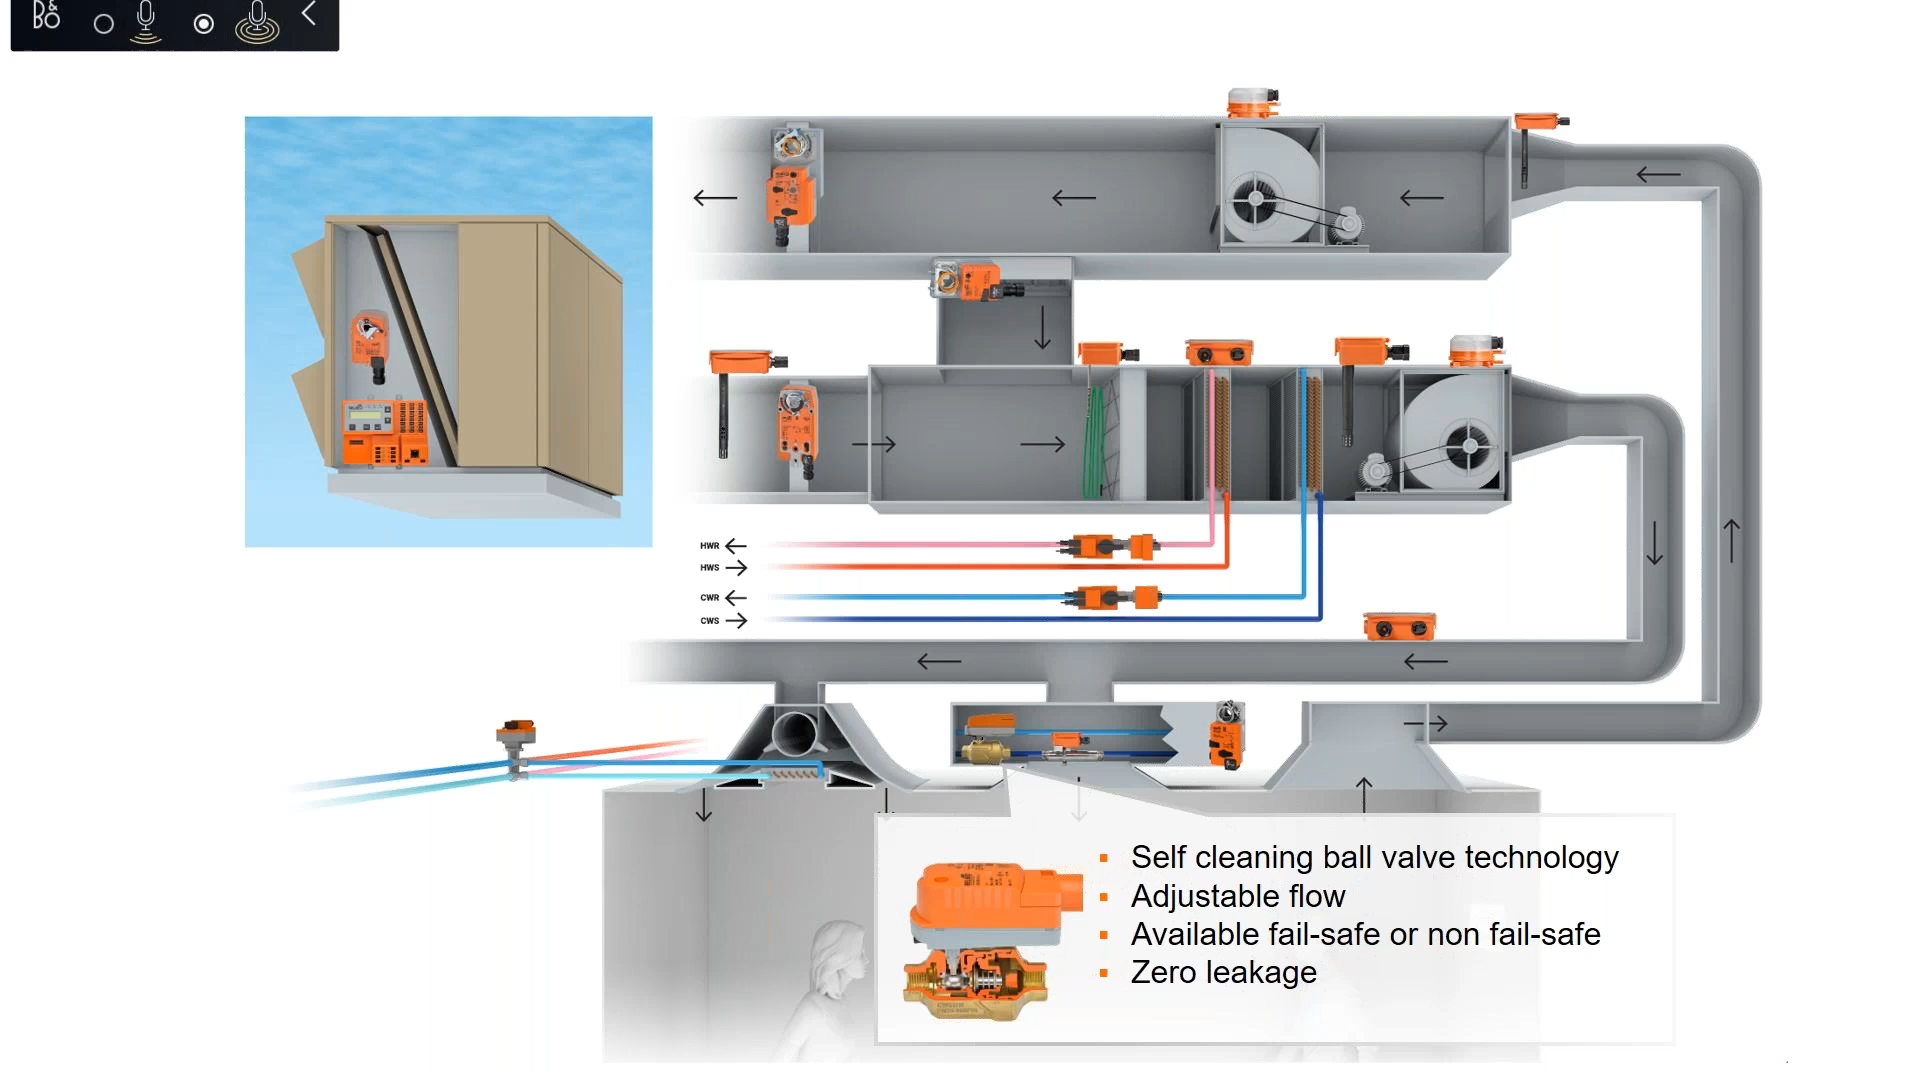 B&O
HWR
HWS
CWR
CWS
Self cleaning ball valve technology
Adjustable flow
Available fail-safe or non fail-safe
Zero leakage